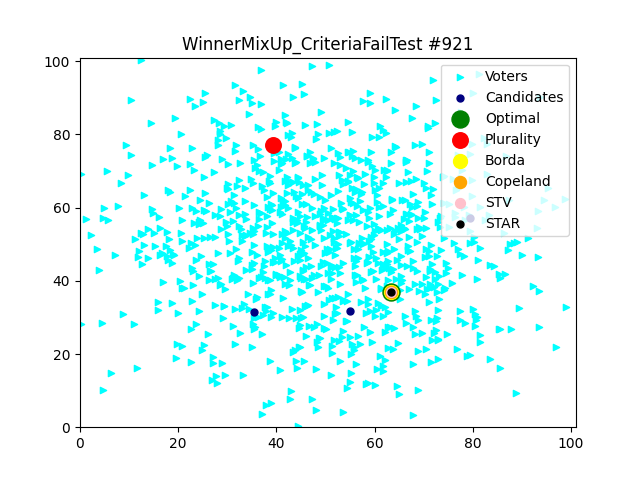 WinnerMixUp_CriteriaFailTest #921
100
80
60
40
20
0
0 20 40 60 80 100
Voters
Candidates
Optimal
Plurality
Borda
Copeland
STV
STAR